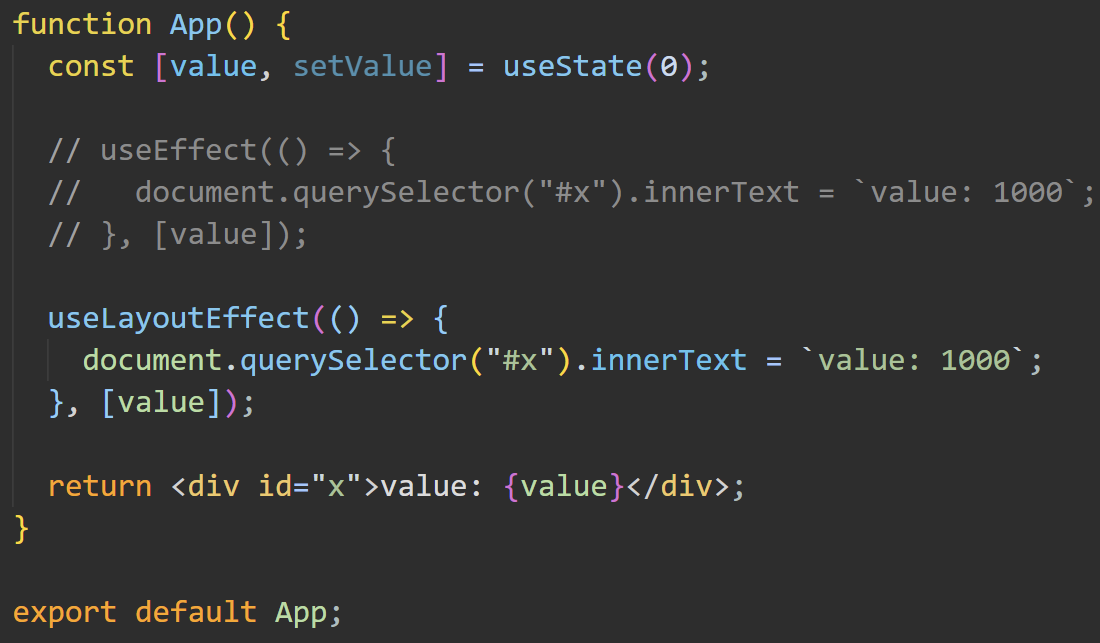 function App() {
  const [value, setValue] = useState(0);
  // useEffect(() => {
  //   document.querySelector("#x").innerText = `value: 1000`;
  // }, [value]);
  useLayoutEffect(() => {
    document.querySelector("#x").innerText = `value: 1000`;
  }, [value]);
  return <div id="x">value: {value}</div>;
}
export default App;